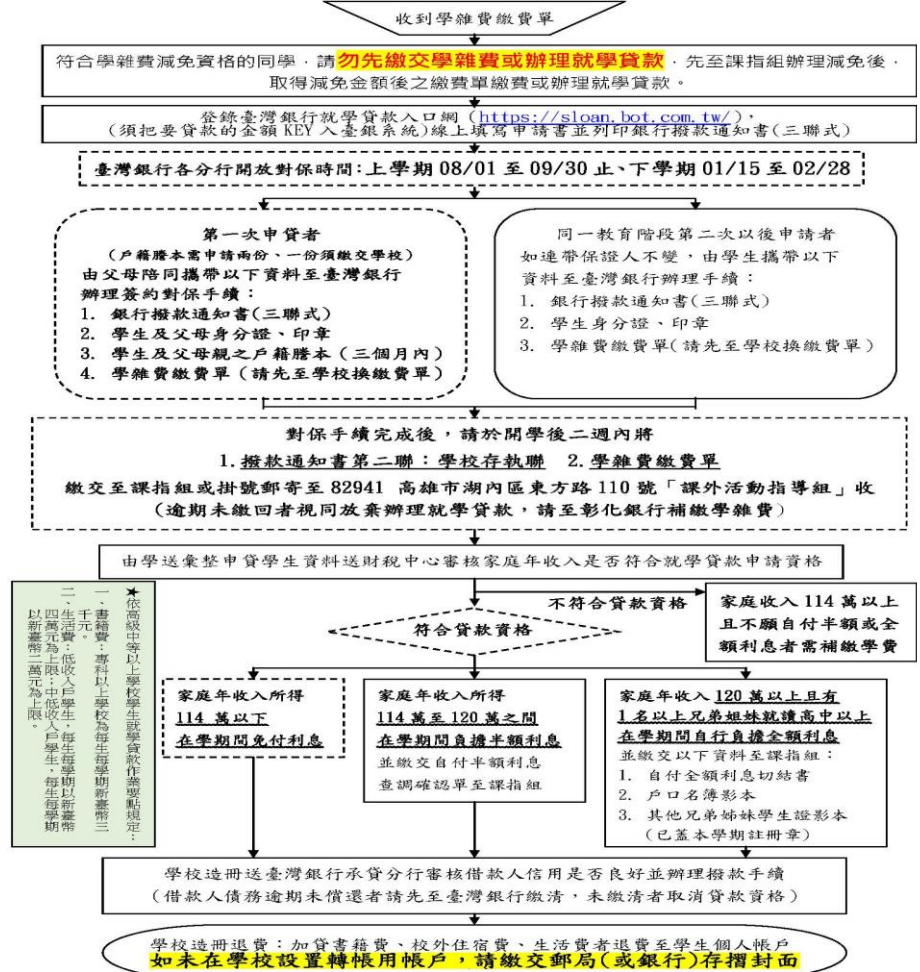 收到學雜費繳費單
符合學雜費減免資格的同學，請勿先繳交學雜費或辦理就學貸款，先至課指組辦理減免後，
取得減免金額後之繳費單繳費或辦理就學貸款。
登錄臺灣銀行就學貸款入口網（https://sloan.bot.com.tw/），
(須把要貸款的金額 KEY 入臺銀系統)線上填寫申請書並列印銀行撥款通知書(三聯式)
臺灣銀行各分行開放對保時間：上學期 08/01 至 09/30 止、下學期 01/15 至 02/28
第一次申貸者
(戶籍謄本需申請兩份、一份須繳交學校)
由父母陪同攜帶以下資料至臺灣銀行
辦理簽約對保手續：
1. 銀行撥款通知書(三聯式)
2. 學生及父母身分證、印章
3. 學生及父母親之戶籍謄本（三個月內）
4. 學雜費繳費單（請先至學校換繳費單）
同一教育階段第二次以後申請者
如連帶保證人不變，由學生攜帶以下
資料至臺灣銀行辦理手續：
1. 銀行撥款通知書(三聯式)
2. 學生身分證、印章
3. 學雜費繳費單(請先至學校換繳費單)
對保手續完成後，請於開學後二週內將
1.撥款通知書第二聯：學校存執聯 2.學雜費繳費單
繳交至課指組或掛號郵寄至 82941 高雄市湖內區東方路 110 號「課外活動指導組」收
(逾期未繳回者視同放棄辦理就學貸款，請至彰化銀行補繳學雜費)
由學送彙整申貸學生資料送財稅中心審核家庭年收入是否符合就學貸款申請資格
★依高級中等以上學校學生就學貸款作業要點規定：
一、書籍費：專科以上學校為每生每學期新臺幣三
千元。
二、生活費：低收入戶學生，每生每學期以新臺幣
四萬元為上限；中低收入戶學生，每生每學期
以新臺幣二萬元為上限。
符合貸款資格
不符合貸款資格
家庭收入 114 萬以上
且不願自付半額或全
額利息者需補繳學費
家庭年收入所得
114 萬以下
在學期間免付利息
家庭年收入所得
114 萬至 120 萬之間
在學期間負擔半額利息
並繳交自付半額利息
查調確認單至課指組
家庭年收入 120 萬以上且有
1 名以上兄弟姐妹就讀高中以上
在學期間自行負擔全額利息
並繳交以下資料至課指組：
1. 自付全額利息切結書
2. 戶口名簿影本
3. 其他兄弟姊妹學生證影本
(已蓋本學期註冊章)
學校造冊送臺灣銀行承貸分行審核借款人信用是否良好並辦理撥款手續
(借款人債務逾期未償還者請先至臺灣銀行繳清，未繳清者取消貸款資格)
學校造冊退費：加貸書籍費、校外住宿費、生活費者退費至學生個人帳戶
如未在學校設置轉帳用帳戶，請繳交郵局(或銀行)存摺封面